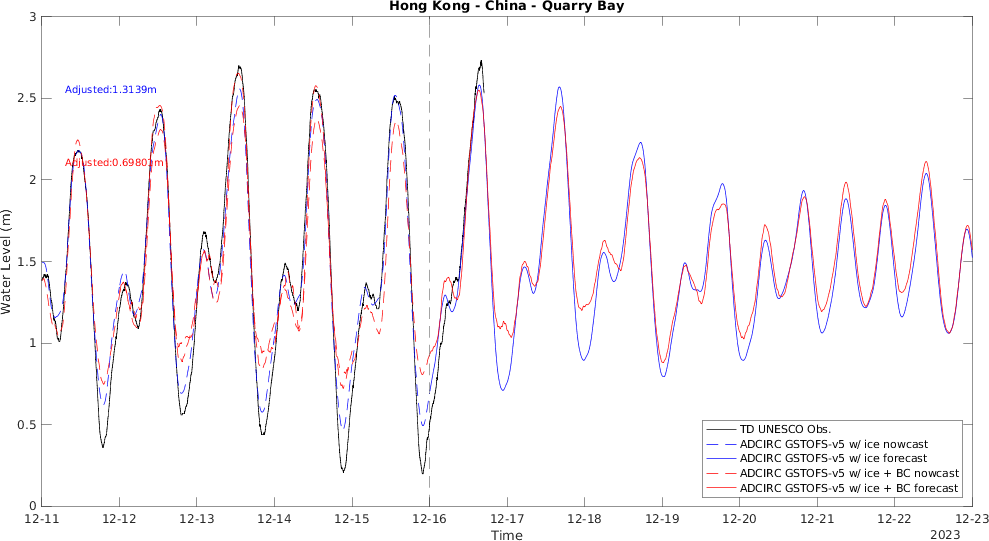 Hong Kong - China - Quarry Bay
Water Level (m)
3
2.5
2
1.5
1
0.5
0
Adjusted:1.3139m
Adjusted:0.69803m
TD UNESCO Obs.
ADCIRC GSTOFS-v5 w/ ice nowcast
ADCIRC GSTOFS-v5 w/ ice forecast
ADCIRC GSTOFS-v5 w/ ice + BC nowcast
ADCIRC GSTOFS-v5 w/ ice + BC forecast
12-11 12-12 12-13 12-14 12-15 12-16 12-17 12-18 12-19 12-20 12-21 12-22 12-23
Time
2023